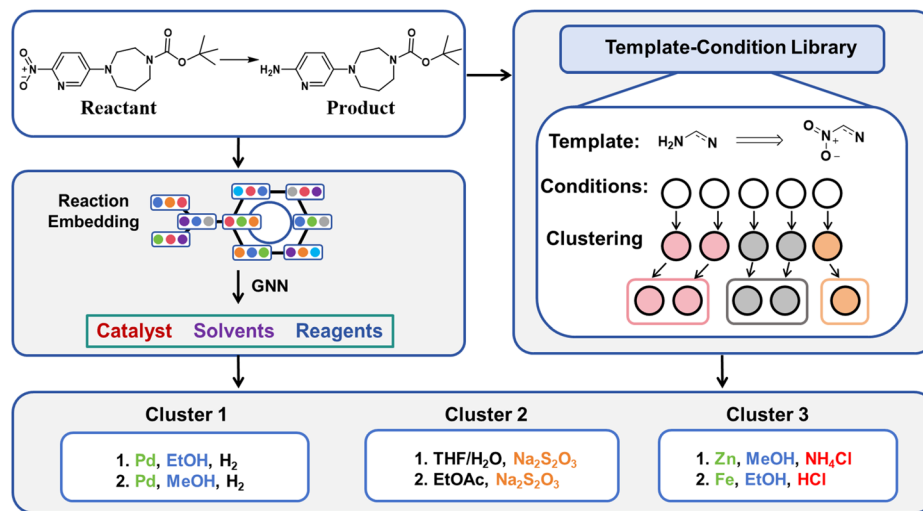 O
N+
O−
N
N
N
O
O
Reactant
H2N
N
N
N
O
O
Product
Template-Condition Library
Template:
H2N
N
O
N+
O−
N
Conditions:
Clustering
Reaction
Embedding
GNN
Catalyst Solvents Reagents
Cluster 1
1. Pd, EtOH, H₂
2. Pd, MeOH, H₂
Cluster 2
1. THF/H₂O, Na₂S₂O₃
2. EtOAc, Na₂S₂O₃
Cluster 3
1. Zn, MeOH, NH₄Cl
2. Fe, EtOH, HCl